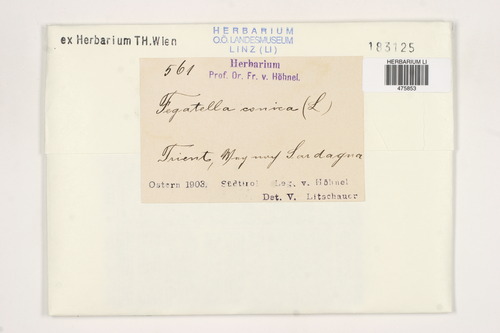 HERBARIUM
O.Ö. LANDESMUSEUM
LINZ (LI)
ex Herbarium TH.Wien
183125
HERBARIUM LI
475853
561
Herbarium
Prof. Dr. Fr. v. Höhnel.
Fegatella conica (L)
Trient, Weg nach Sardagna
Ostern 1903. Südtirol Leg. v. Höhnel
Det. V. Litschauer